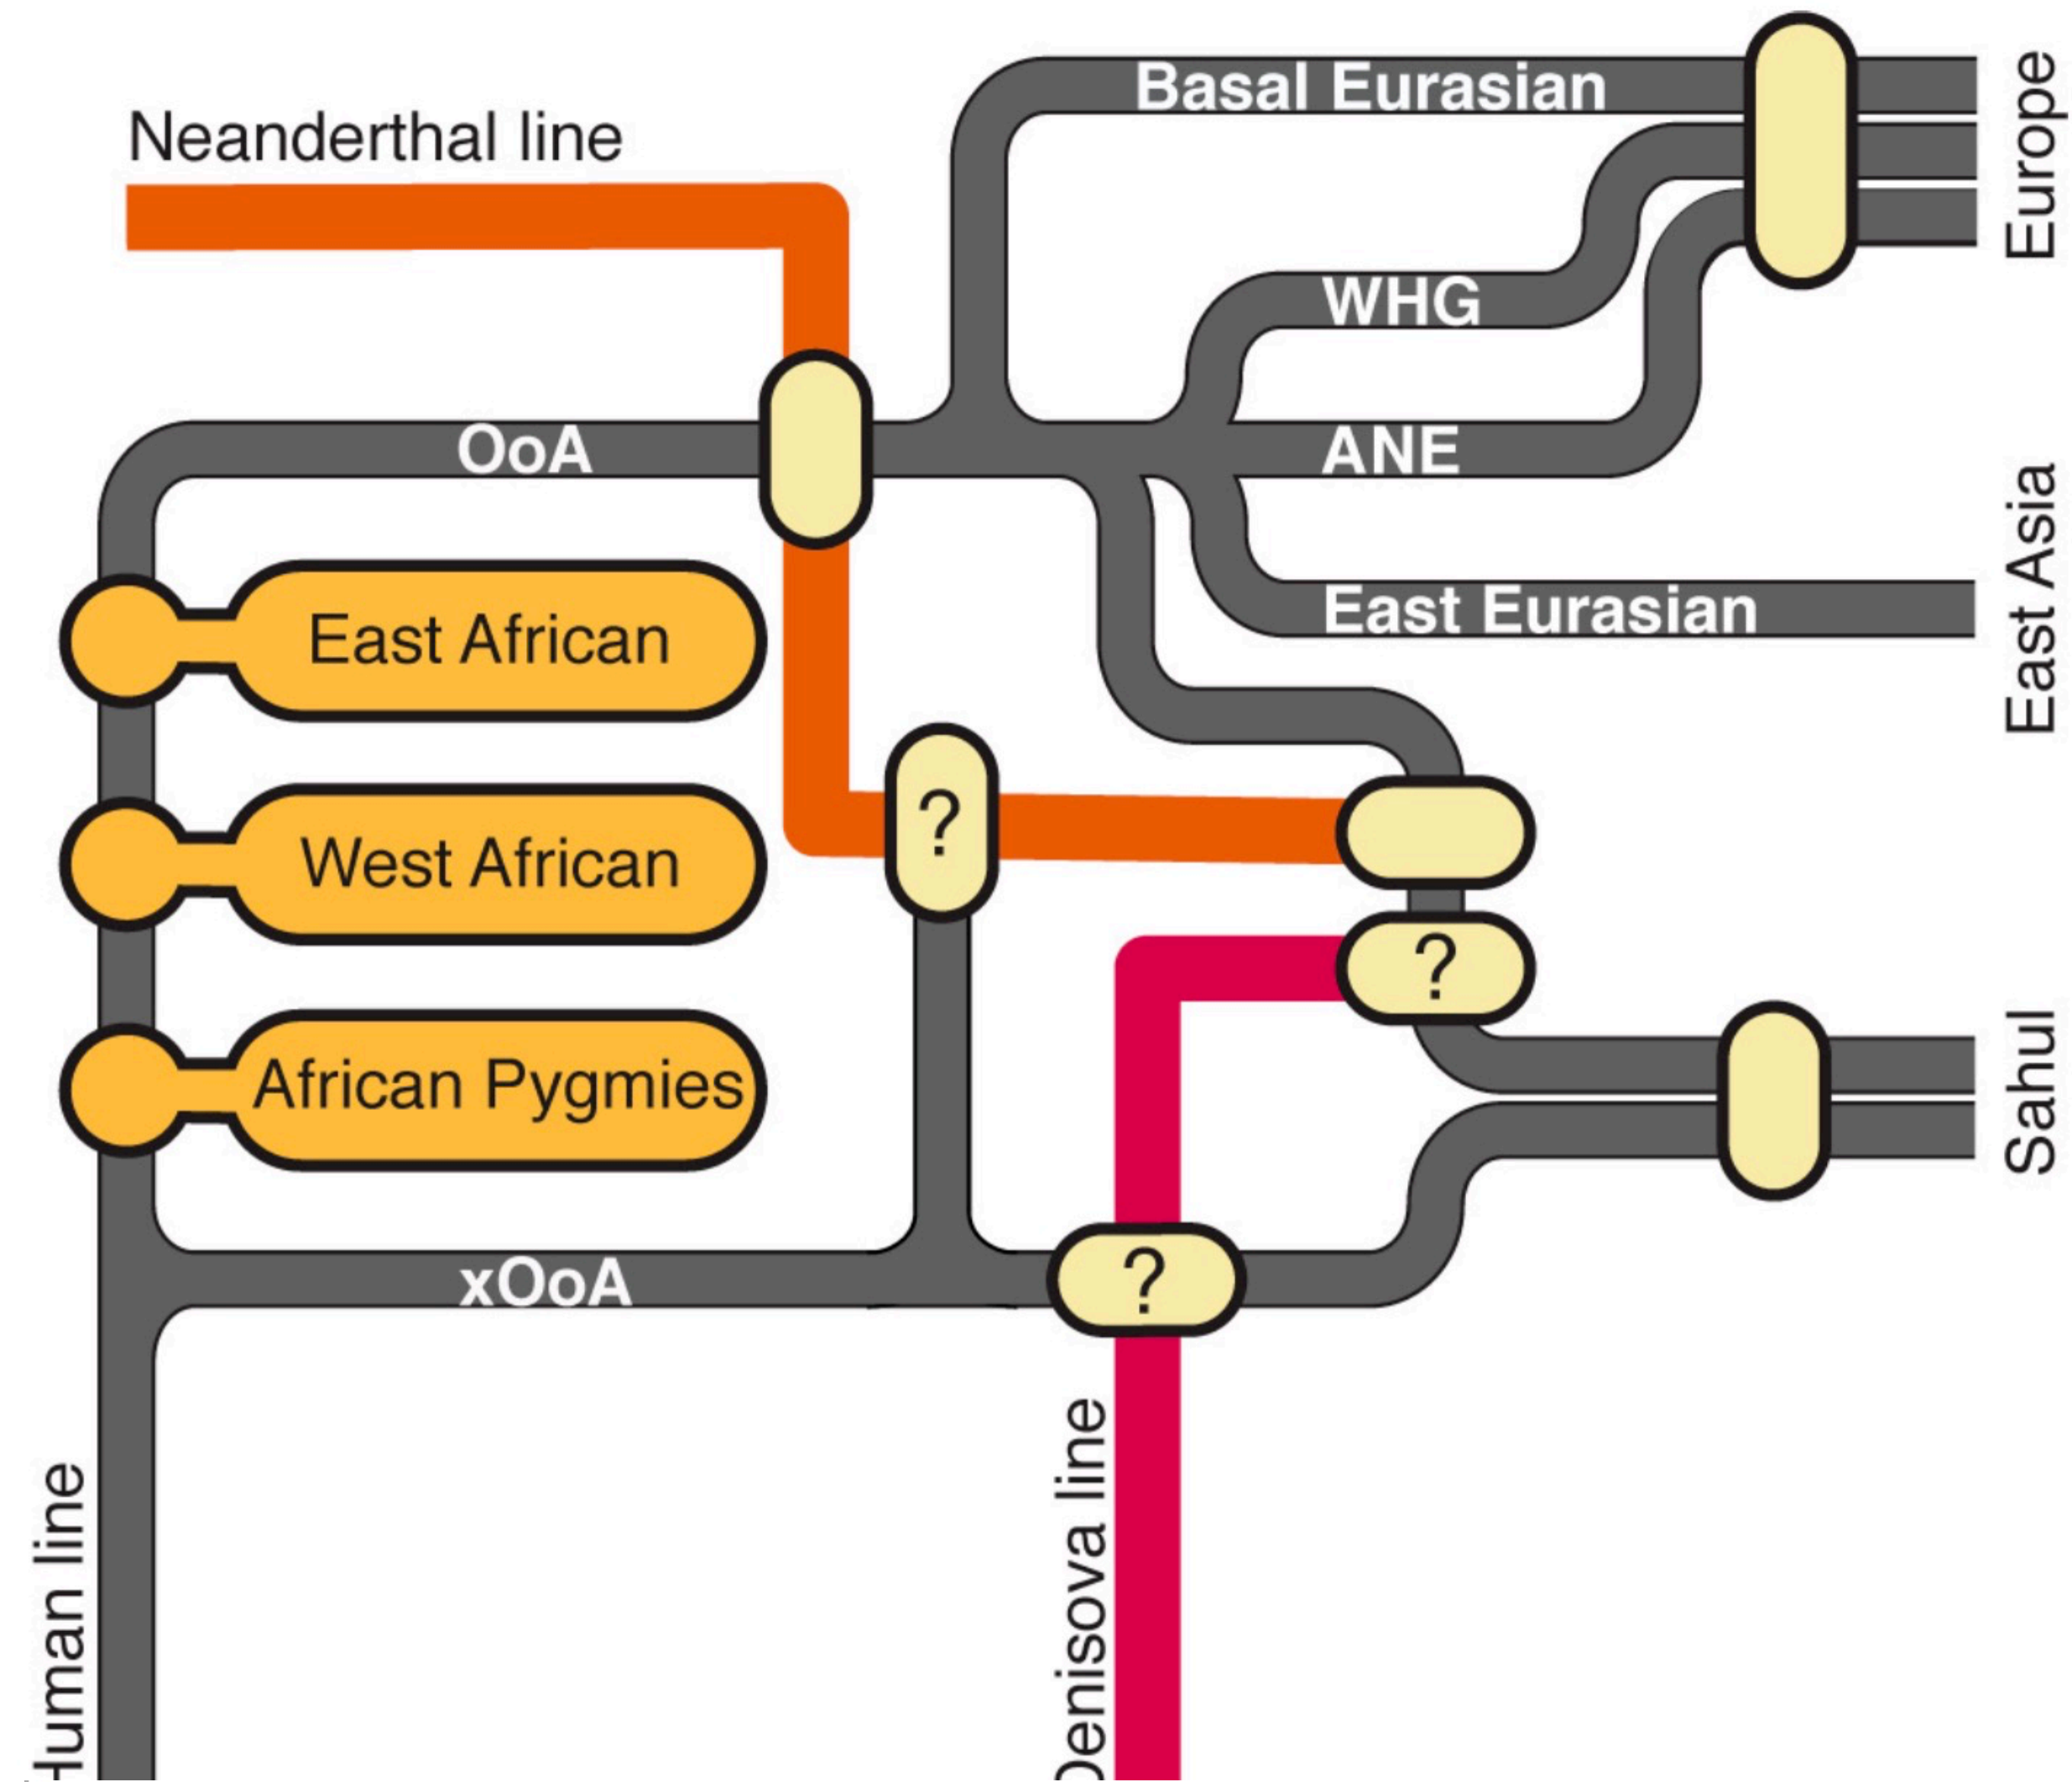 Basal Eurasian
Europe
Neanderthal line
WHG
OoA
ANE
East Asia
East African
East Eurasian
?
West African
?
Sahul
African Pygmies
xOoA
?
Human line
Denisova line